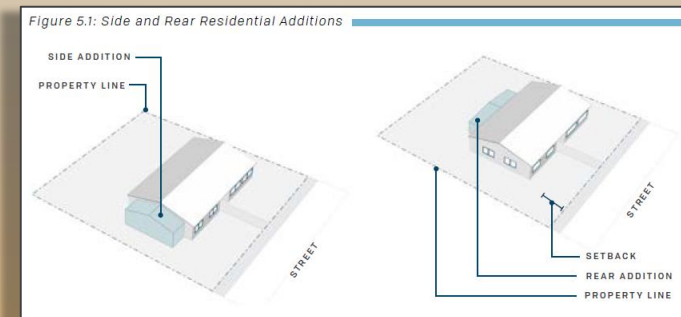 Figure 5.1: Side and Rear Residential Additions
SIDE ADDITION
PROPERTY LINE
STREET
STREET
SETBACK
REAR ADDITION
PROPERTY LINE